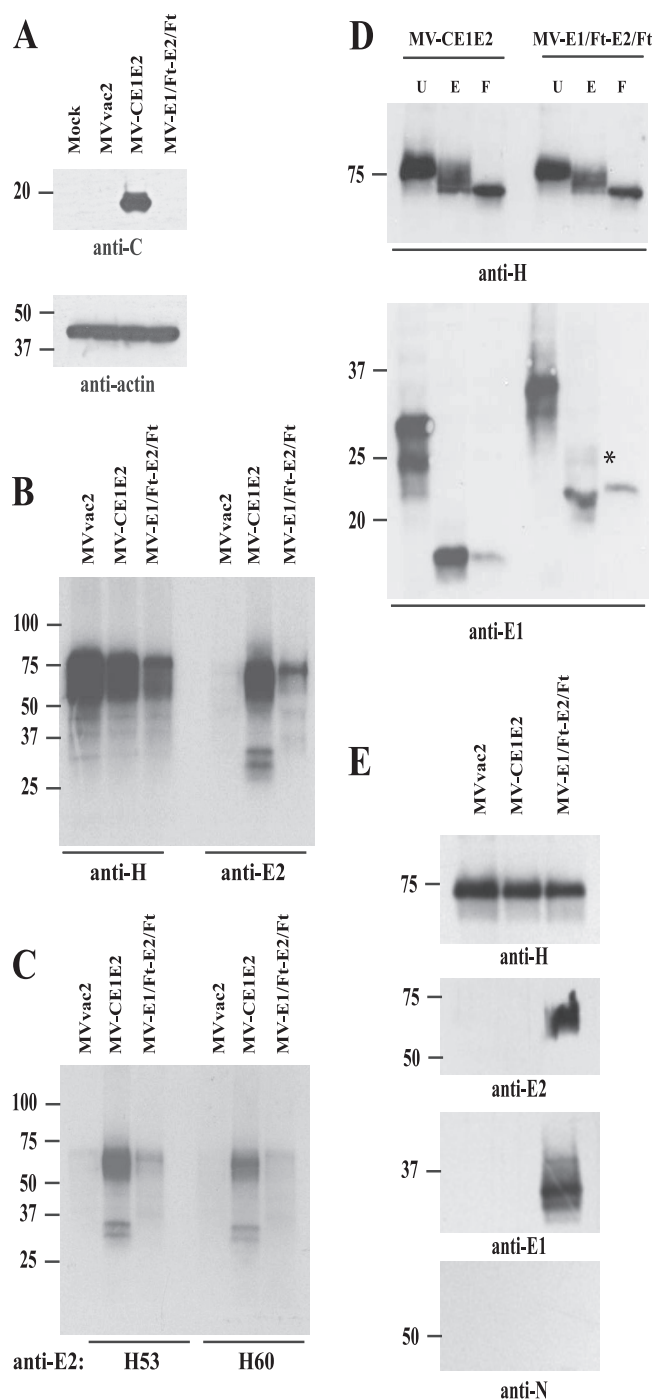 A
Mock
MVvac2
MV-CE1E2
MV-E1/Ft-E2/Ft
20
anti-C
50
37
anti-actin
B
MVvac2
MV-CE1E2
MV-E1/Ft-E2/Ft
MVvac2
MV-CE1E2
MV-E1/Ft-E2/Ft
100
75
50
37
25
anti-H
anti-E2
C
MVvac2
MV-CE1E2
MV-E1/Ft-E2/Ft
MVvac2
MV-CE1E2
MV-E1/Ft-E2/Ft
100
75
50
37
25
anti-E2: H53 H60
D
MV-CE1E2 MV-E1/Ft-E2/Ft
U E F U E F
75
anti-H
37
25
*
20
anti-E1
E
MVvac2
MV-CE1E2
MV-E1/Ft-E2/Ft
75
anti-H
75
50
anti-E2
37
anti-E1
50
anti-N